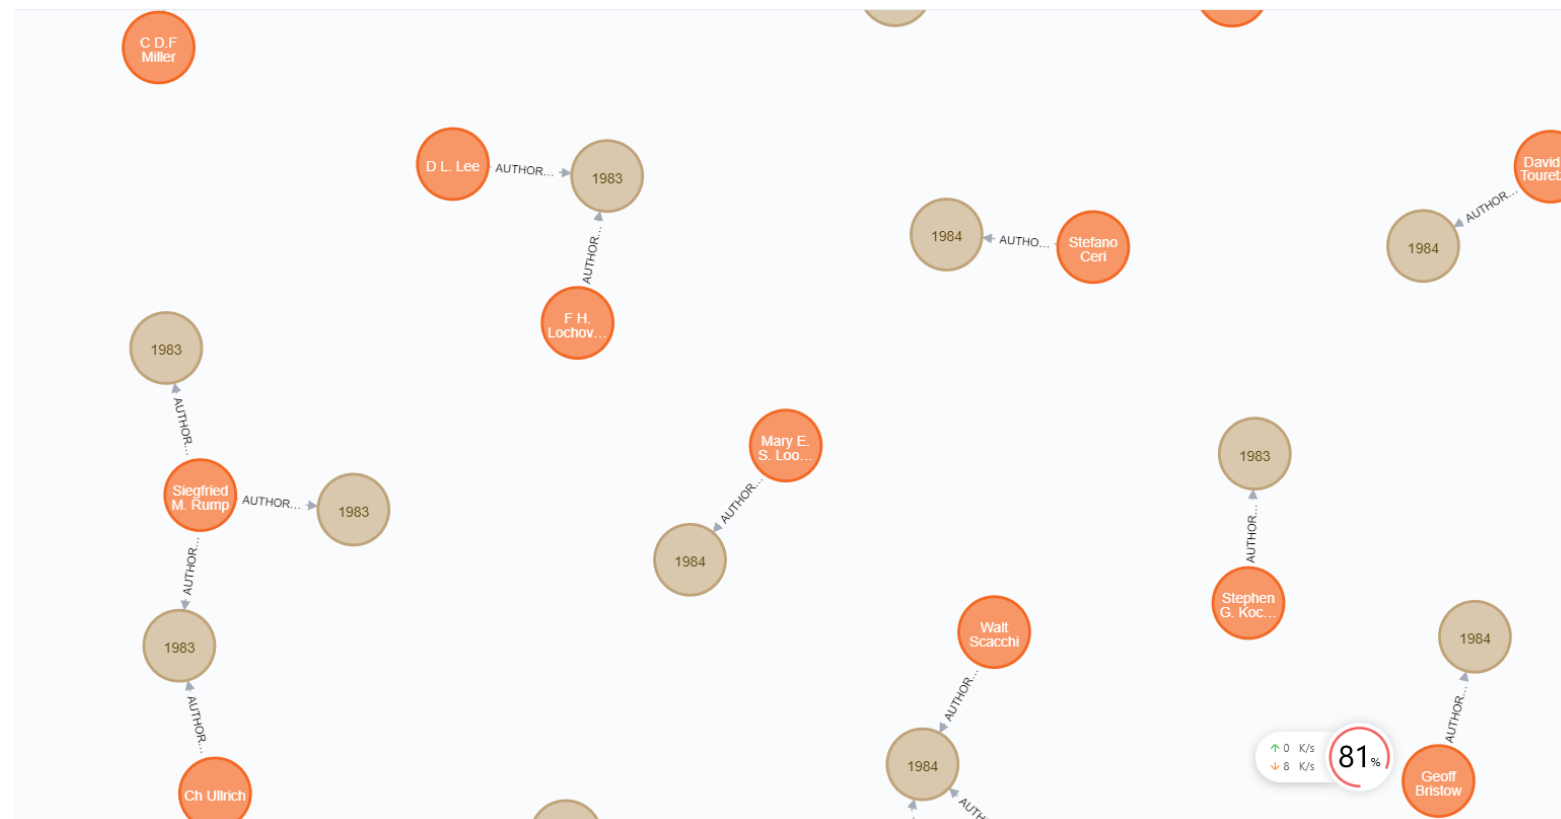 C D.F
Miller
D L. Lee
AUTHOR...
1983
AUTHOR...
F H.
Lochov...
1984
AUTHO...
Stefano
Ceri
David
Touret
AUTHOR...
1984
1983
AUTHOR...
Siegfried
M. Rump
AUTHOR...
1983
AUTHOR...
1983
AUTHOR...
Ch Ullrich
Mary E.
S. Loo...
AUTHOR...
1984
1983
AUTHOR...
Stephen
G. Koc...
Walt
Scacchi
AUTHOR...
1984
AUTH
1984
AUTHOR...
Geoff
Bristow
0 K/s
8 K/s
81%